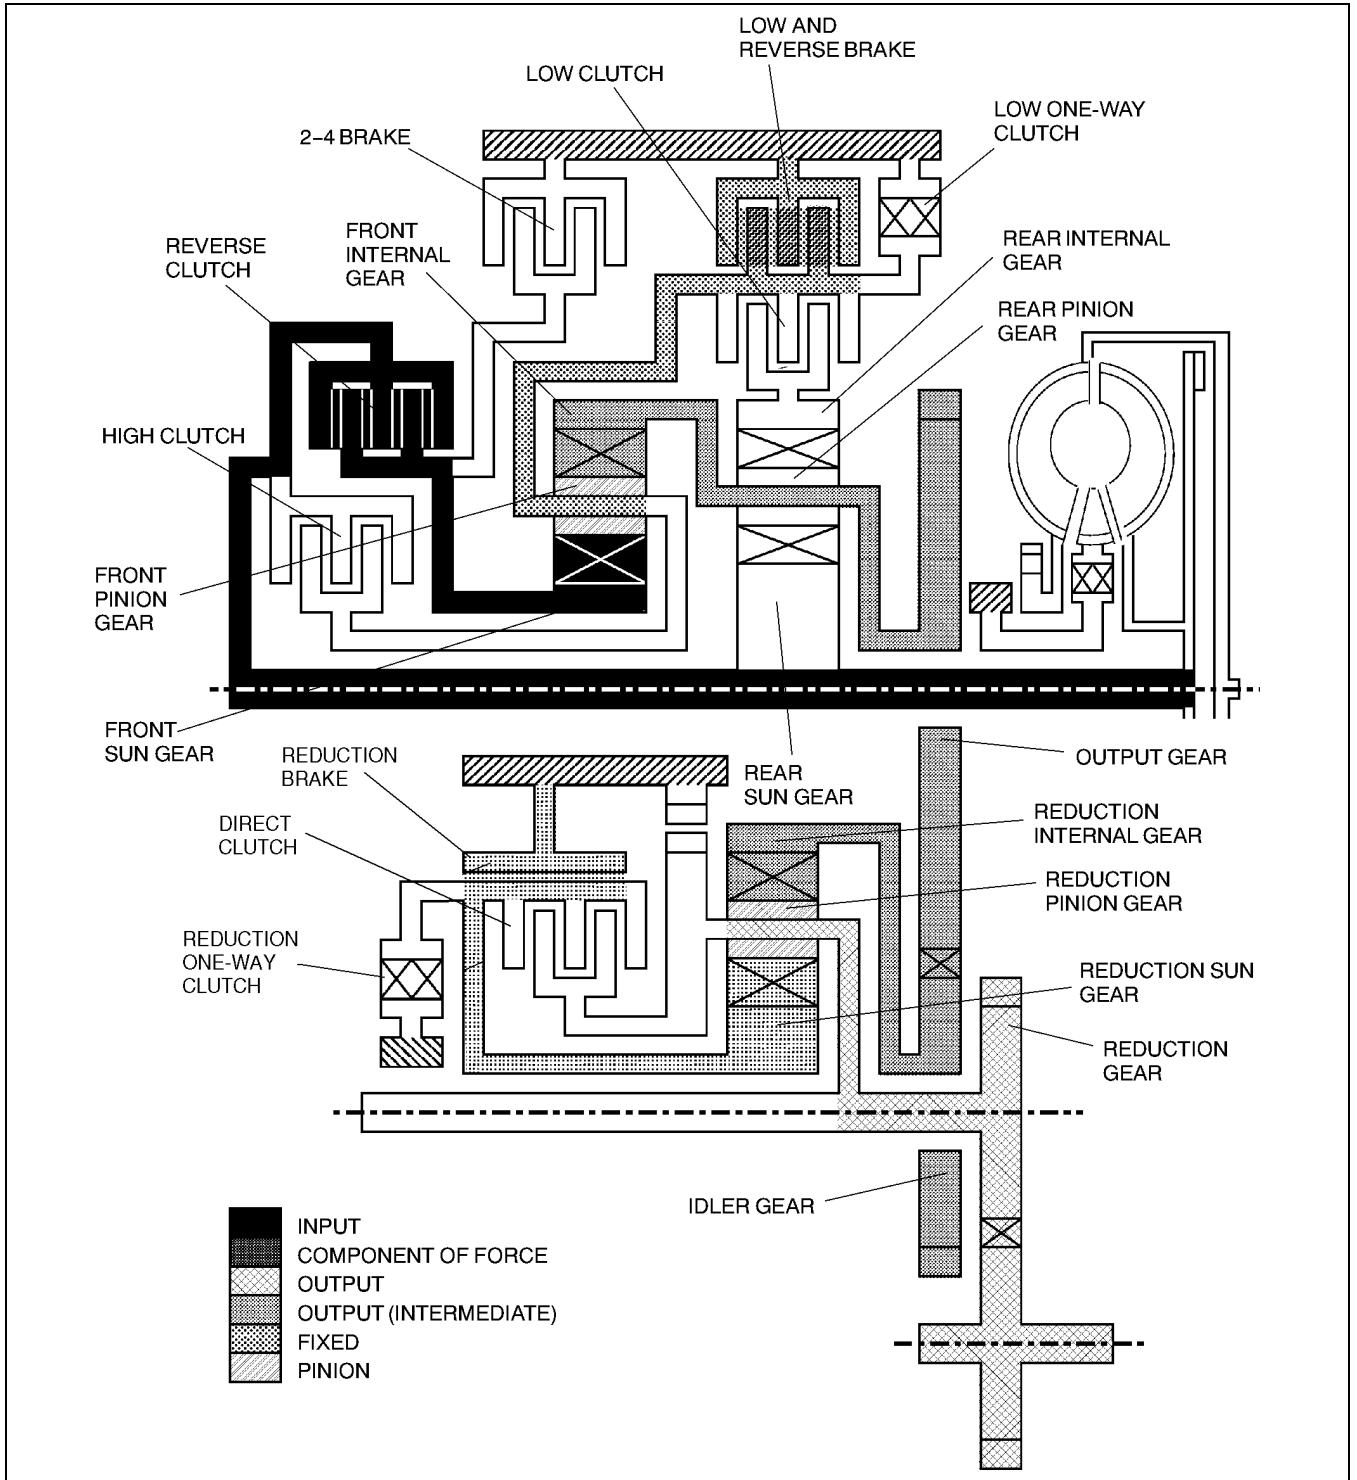 LOW AND
REVERSE BRAKE
LOW CLUTCH
LOW ONE-WAY
CLUTCH
2–4 BRAKE
FRONT
INTERNAL
GEAR
REVERSE
CLUTCH
REAR INTERNAL
GEAR
REAR PINION
GEAR
HIGH CLUTCH
FRONT
PINION
GEAR
FRONT
SUN GEAR
REDUCTION
BRAKE
REAR
SUN GEAR
OUTPUT GEAR
DIRECT
CLUTCH
REDUCTION
INTERNAL GEAR
REDUCTION
PINION GEAR
REDUCTION
ONE-WAY
CLUTCH
REDUCTION SUN
GEAR
REDUCTION
GEAR
IDLER GEAR
INPUT
COMPONENT OF FORCE
OUTPUT
OUTPUT (INTERMEDIATE)
FIXED
PINION